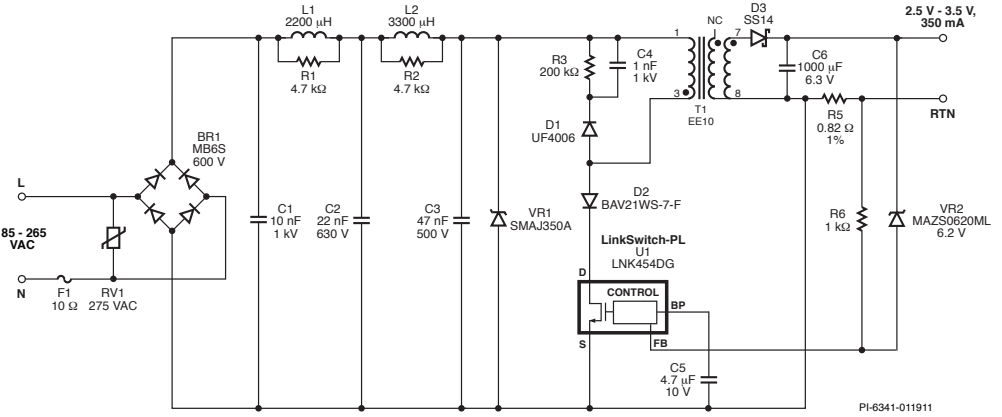 L1
2200 µH
R1
4.7 kΩ
L2
3300 µH
R2
4.7 kΩ
R3
200 kΩ
C4
1 nF
1 kV
D1
UF4006
1
3
NC
7
8
T1
EE10
D3
SS14
C6
1000 µF
6.3 V
2.5 V - 3.5 V,
350 mA
RTN
R5
0.82 Ω
1%
BR1
MB6S
600 V
L
85 - 265
VAC
N
F1
10 Ω
RV1
275 VAC
C1
10 nF
1 kV
C2
22 nF
630 V
C3
47 nF
500 V
VR1
SMAJ350A
D2
BAV21WS-7-F
LinkSwitch-PL
U1
LNK454DG
D
CONTROL
BP
S
FB
C5
4.7 µF
10 V
R6
1 kΩ
VR2
MAZS0620ML
6.2 V
PI-6341-011911